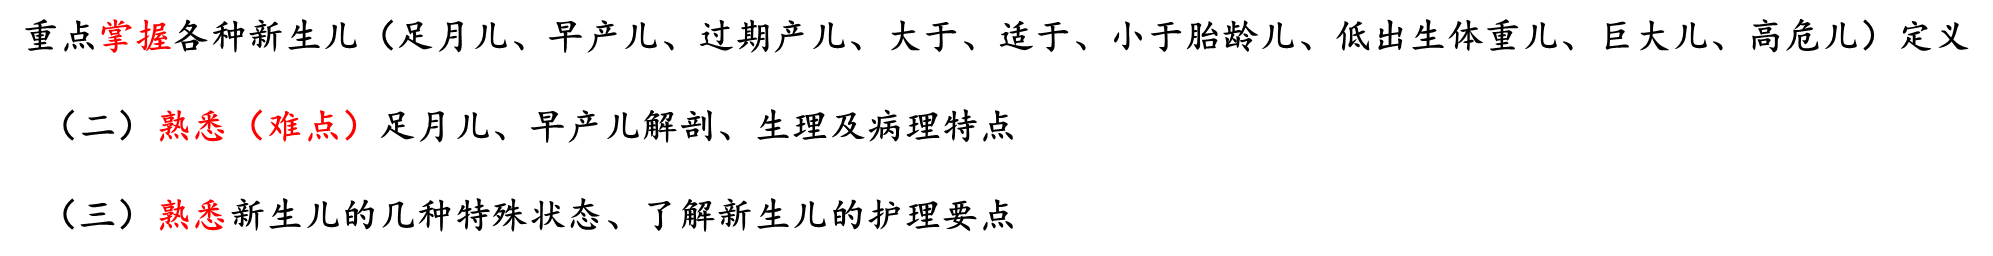 重点掌握各种新生儿（足月儿、早产儿、过期产儿、大于、适于、小于胎龄儿、低出生体重儿、巨大儿、高危儿）定义
（二）熟悉（难点）足月儿、早产儿解剖、生理及病理特点
（三）熟悉新生儿的几种特殊状态、了解新生儿的护理要点